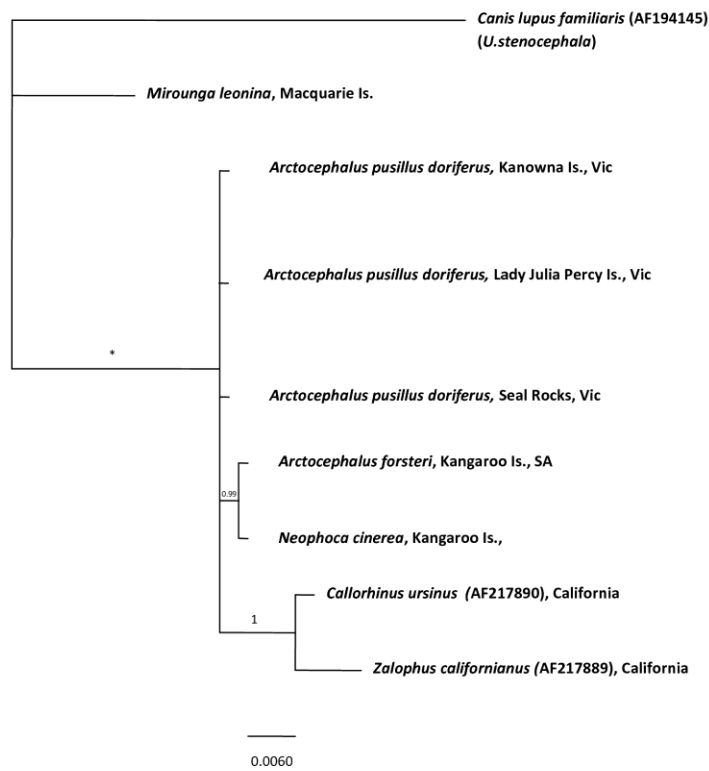 Canis lupus familiaris (AF194145)
(U.stenocephala)
Mirounga leonina, Macquarie Is.
Arctocephalus pusillus doriferus, Kanowna Is., Vic
Arctocephalus pusillus doriferus, Lady Julia Percy Is., Vic
*
Arctocephalus pusillus doriferus, Seal Rocks, Vic
Arctocephalus forsteri, Kangaroo Is., SA
0.99
Neophoca cinerea, Kangaroo Is.,
Callorhinus ursinus (AF217890), California
1
Zalophus californianus (AF217889), California
0.0060